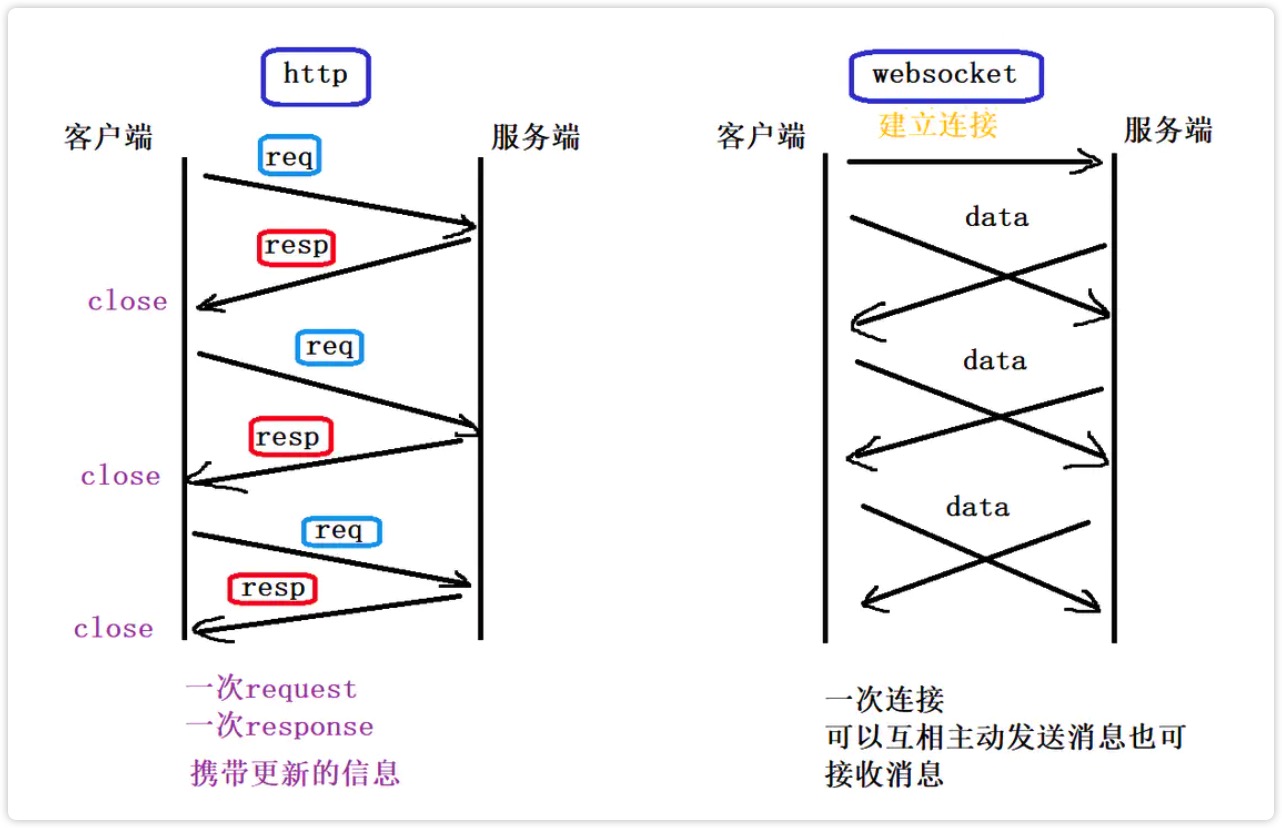 http
客户端
服务端
req
resp
close
req
resp
close
req
resp
close
一次request
一次response
携带更新的信息
websocket
建立连接
客户端
服务端
data
data
data
一次连接
可以互相主动发送消息也可
接收消息